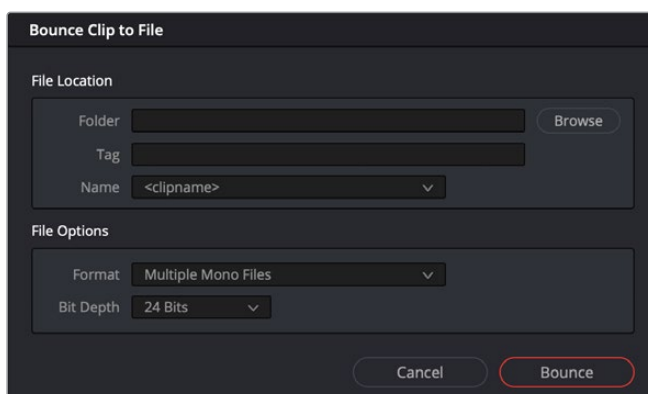 Bounce Clip to File
File Location
Folder Browse
Tag
Name <clipname>
File Options
Format Multiple Mono Files
Bit Depth 24 Bits
Cancel Bounce